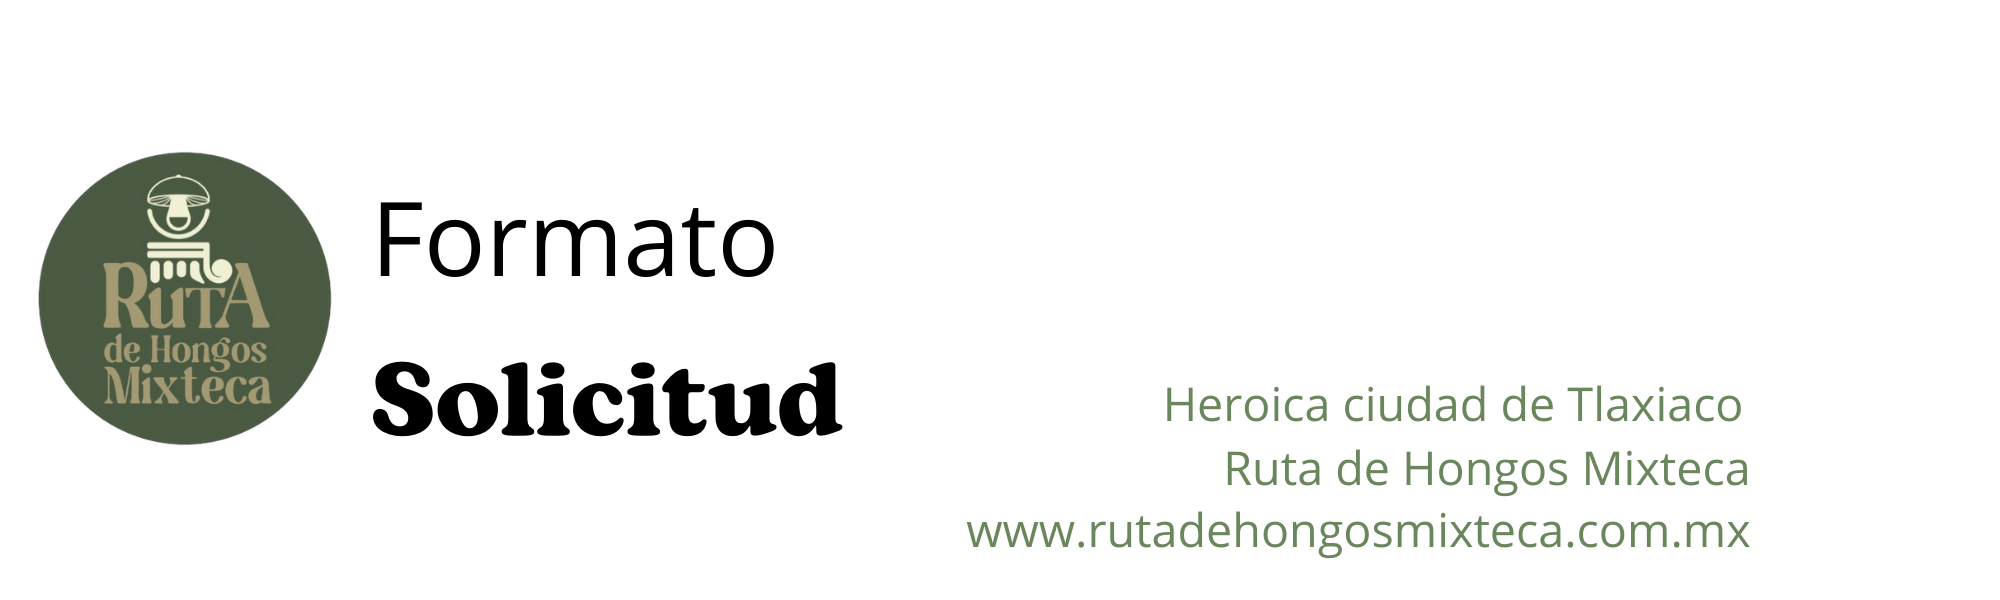 RUTA
de Hongos
Mixteca
Formato
Solicitud
Heroica ciudad de Tlaxiaco
Ruta de Hongos Mixteca
www.rutadehongosmixteca.com.mx